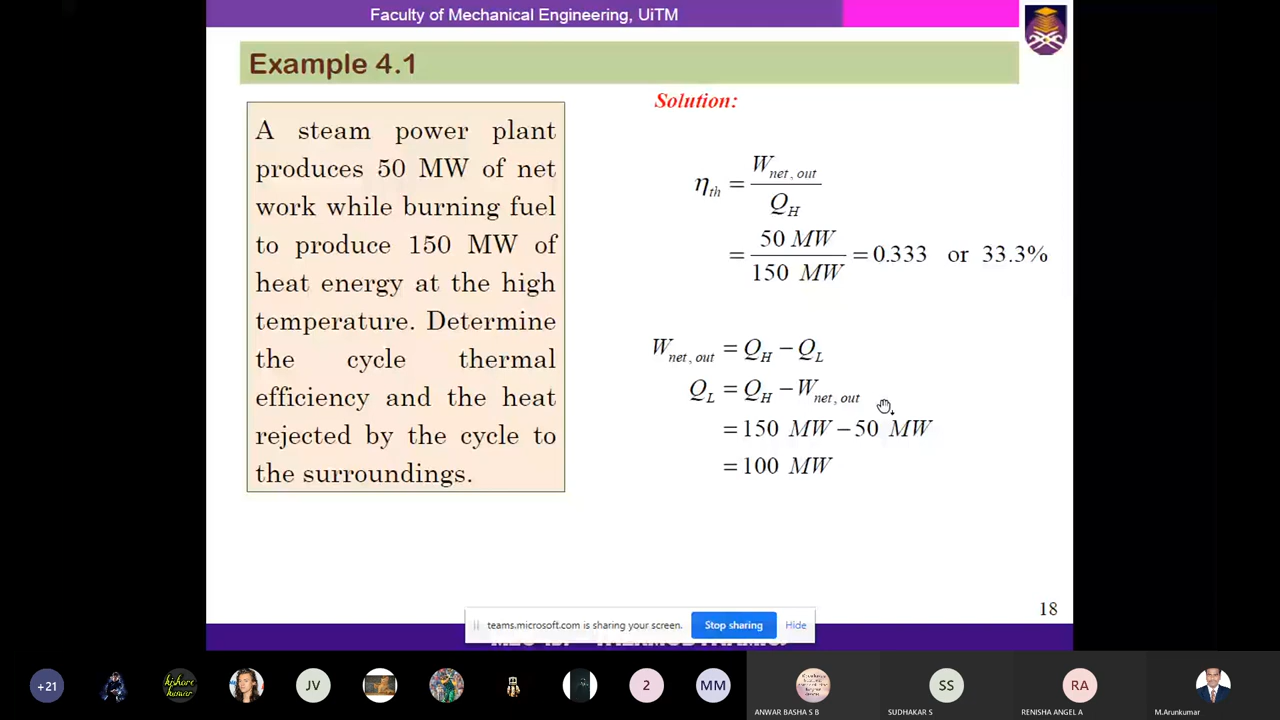 Faculty of Mechanical Engineering, UiTM
Example 4.1
A steam power plant
produces 50 MW of net
work while burning fuel
to produce 150 MW of
heat energy at the high
temperature. Determine
the cycle thermal
efficiency and the heat
rejected by the cycle to
the surroundings.
Solution:
η_th = W_net, out / Q_H
= 50 MW / 150 MW = 0.333 or 33.3%
W_net, out = Q_H − Q_L
Q_L = Q_H − W_net, out
= 150 MW − 50 MW
= 100 MW
18
teams.microsoft.com is sharing your screen. Stop sharing Hide
+21 kishore kumar JV 2 MM SS RA
ANWAR BASHA S B SUDHAKAR S RENISHA ANGEL A M.Arunkumar